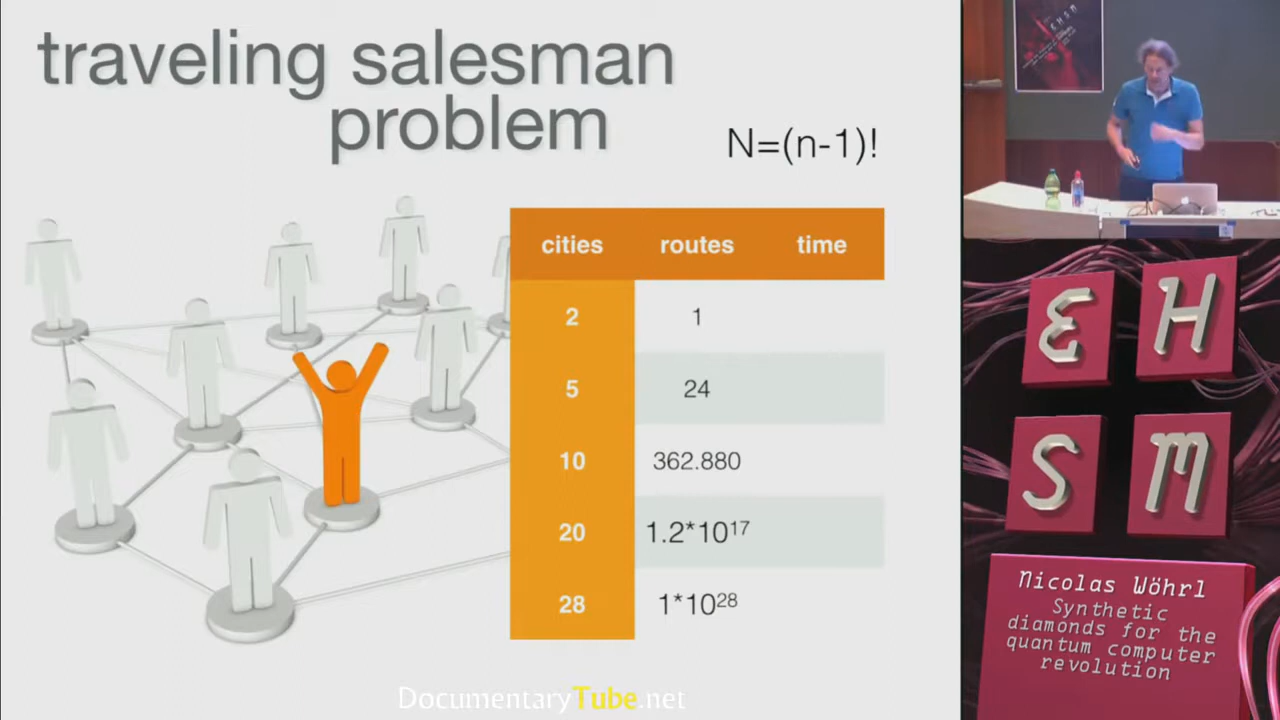 traveling salesman
problem
N=(n-1)!
cities routes time
2 1
5 24
10 362.880
20 1.2*10¹⁷
28 1*10²⁸
DocumentaryTube.net
E H
S M
Nicolas Wöhrl
Synthetic
diamonds for the
quantum computer
revolution